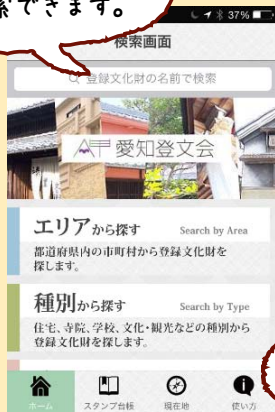 索できます。
37%
検索画面
登録文化財の名前で検索
愛知登文会
エリアから探す Search by Area
都道府県内の市町村から登録文化財を
探します。
種別から探す Search by Type
住宅、寺院、学校、文化・観光などの種別から
登録文化財を探します。
ホーム スタンプ台帳 現在地 使い方